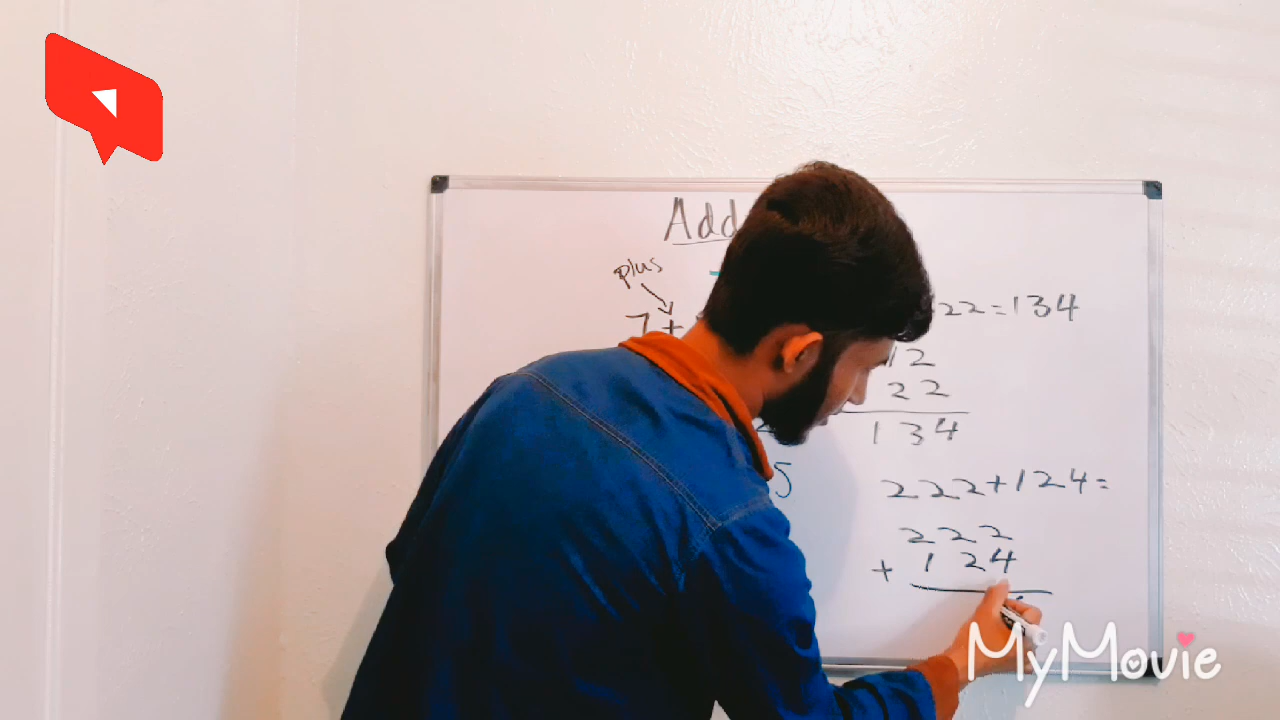 Add
plus
7 +
22 = 134
12
22
134
5
222 + 124 =
222
+ 124
MyMovie